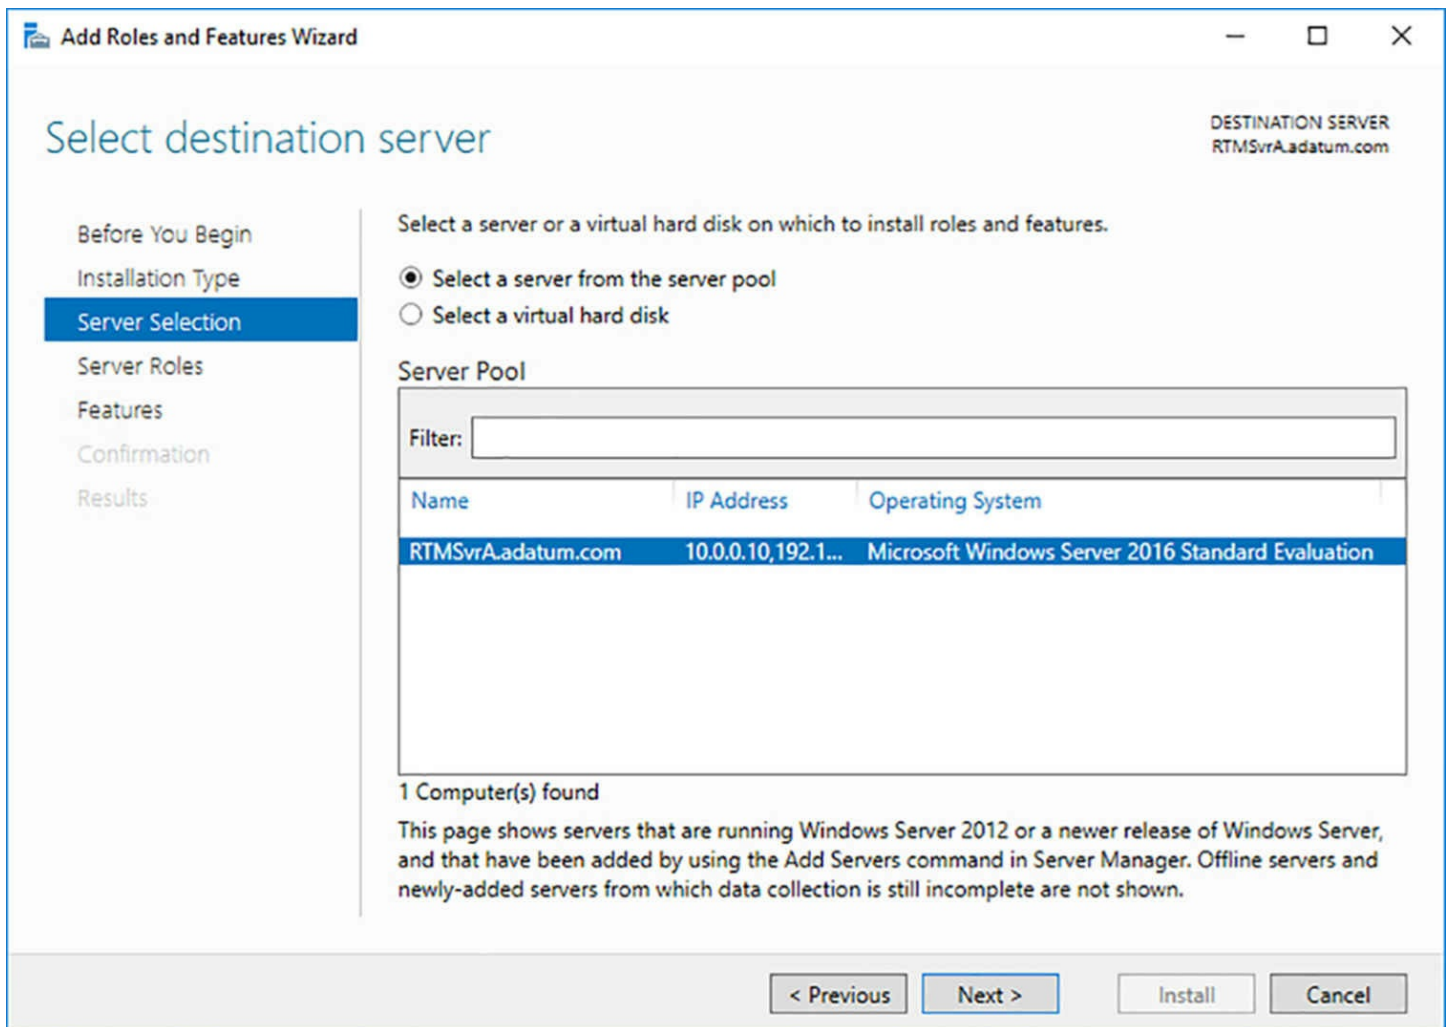 Add Roles and Features Wizard
Select destination server
DESTINATION SERVER
RTMSvrA.adatum.com
Before You Begin
Installation Type
Server Selection
Server Roles
Features
Confirmation
Results
Select a server or a virtual hard disk on which to install roles and features.
Select a server from the server pool
Select a virtual hard disk
Server Pool
Filter:
Name IP Address Operating System
RTMSvrA.adatum.com 10.0.0.10,192.1... Microsoft Windows Server 2016 Standard Evaluation
1 Computer(s) found
This page shows servers that are running Windows Server 2012 or a newer release of Windows Server,
and that have been added by using the Add Servers command in Server Manager. Offline servers and
newly-added servers from which data collection is still incomplete are not shown.
< Previous Next > Install Cancel